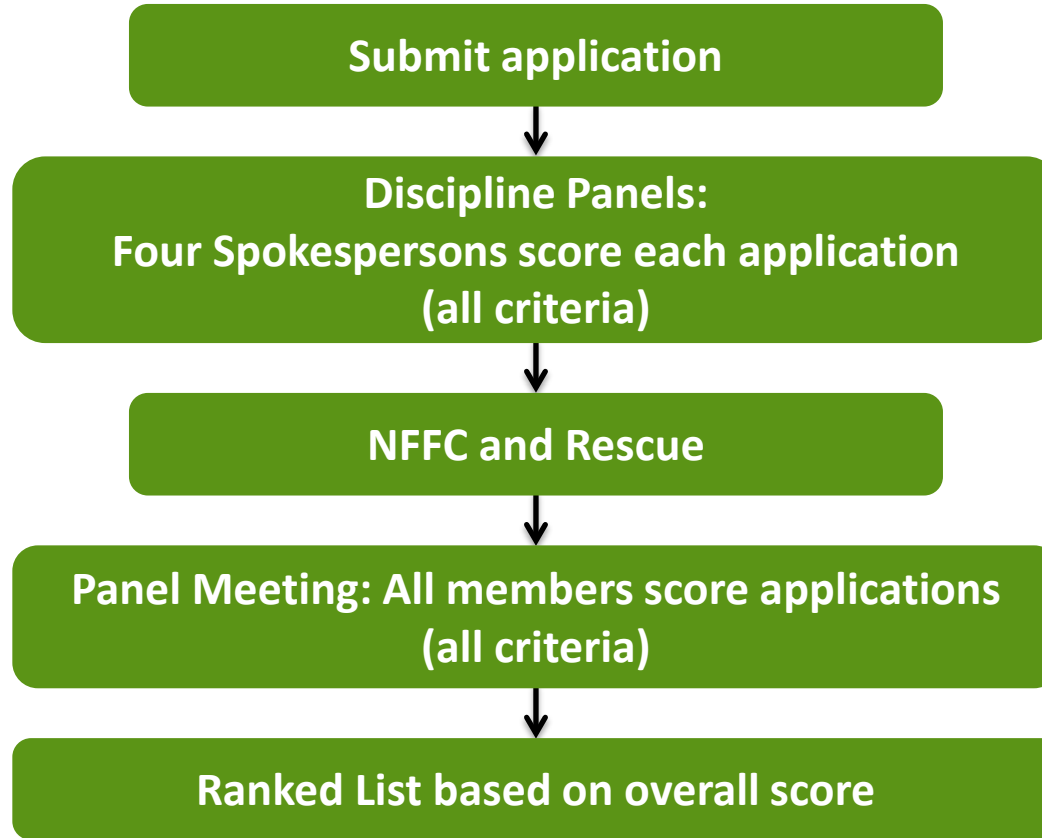 Submit application
Discipline Panels:
Four Spokespersons score each application
(all criteria)
NFFC and Rescue
Panel Meeting: All members score applications
(all criteria)
Ranked List based on overall score